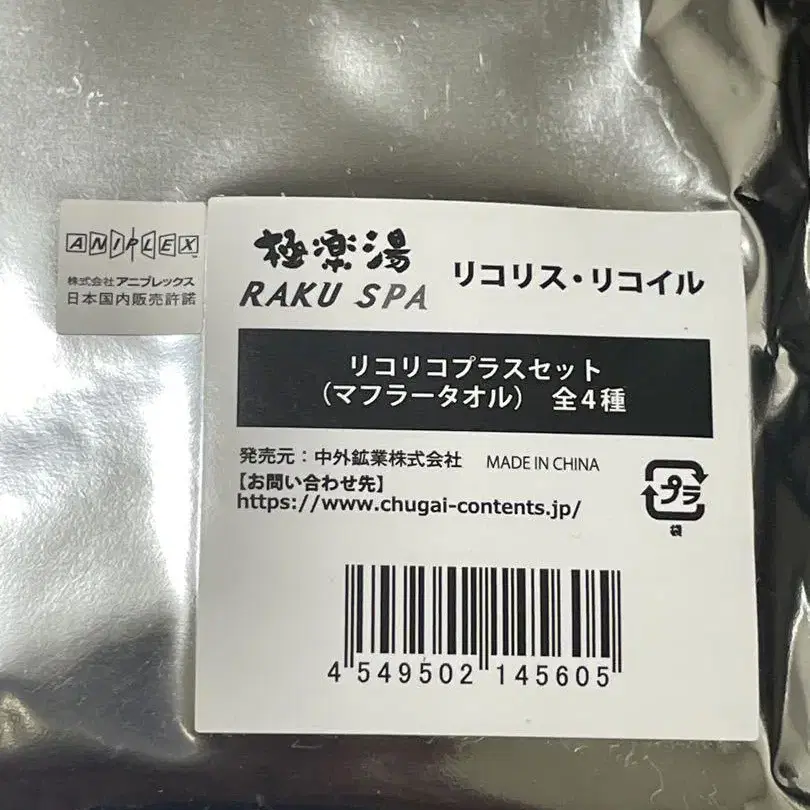 ANIPLEX
株式会社アニプレックス
日本国内販売許諾
極楽湯
RAKU SPA
リコリス・リコイル
リコリコプラスセット
(マフラータオル) 全4種
発売元：中外鉱業株式会社 MADE IN CHINA
【お問い合わせ先】
https://www.chugai-contents.jp/
プラ
袋
4 549502 145605